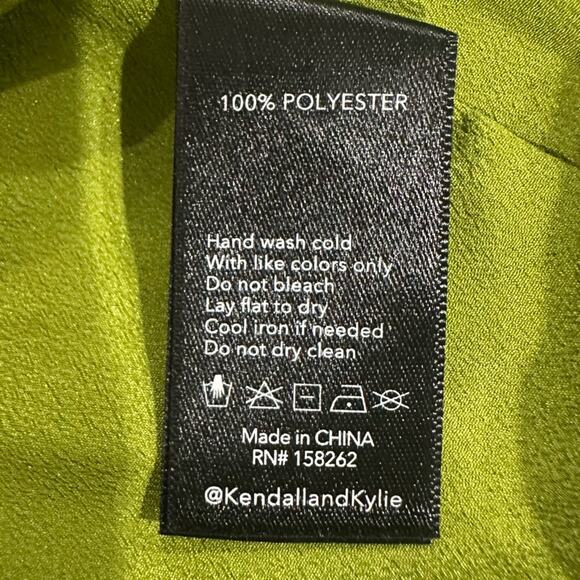 100% POLYESTER
Hand wash cold
With like colors only
Do not bleach
Lay flat to dry
Cool iron if needed
Do not dry clean
Made in CHINA
RN# 158262
@KendallandKylie